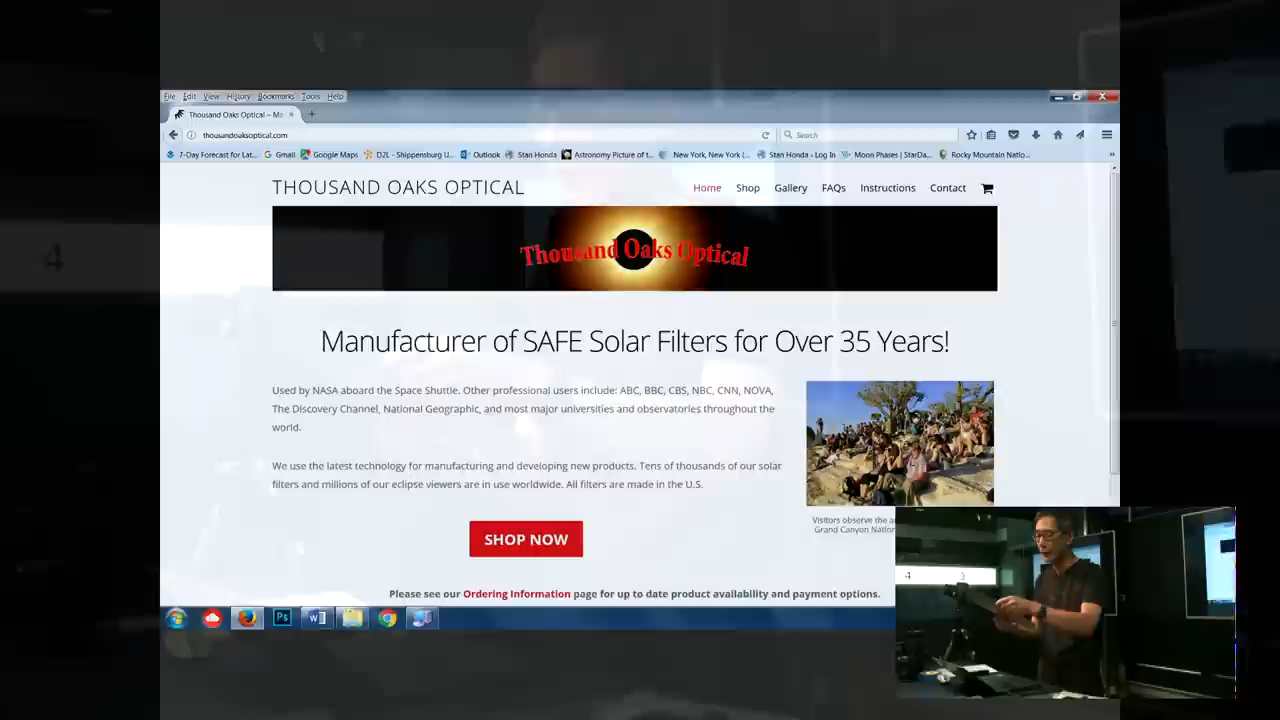 File Edit View History Bookmarks Tools Help
Thousand Oaks Optical – Ma
thousandoaksoptical.com
Search
7-Day Forecast for Lat...
Gmail
Google Maps
D2L - Shippensburg U...
Outlook
Stan Honda
Astronomy Picture of t...
New York, New York (...
Stan Honda ‹ Log In
Moon Phases | StarDa...
Rocky Mountain Natio...
THOUSAND OAKS OPTICAL
Home Shop Gallery FAQs Instructions Contact
Thousand Oaks Optical
Manufacturer of SAFE Solar Filters for Over 35 Years!
Used by NASA aboard the Space Shuttle. Other professional users include: ABC, BBC, CBS, NBC, CNN, NOVA,
The Discovery Channel, National Geographic, and most major universities and observatories throughout the
world.
We use the latest technology for manufacturing and developing new products. Tens of thousands of our solar
filters and millions of our eclipse viewers are in use worldwide. All filters are made in the U.S.
Visitors observe the
Grand Canyon
SHOP NOW
Please see our Ordering Information page for up to date product availability and payment options.
Ps
W
4
4 3